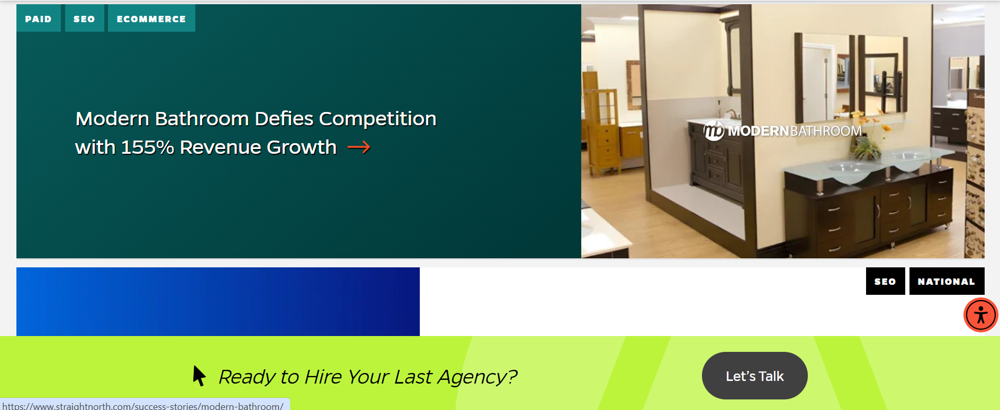 PAID SEO ECOMMERCE
Modern Bathroom Defies Competition
with 155% Revenue Growth →
mb MODERNBATHROOM
SEO NATIONAL
Ready to Hire Your Last Agency?
Let's Talk
https://www.straightnorth.com/success-stories/modern-bathroom/